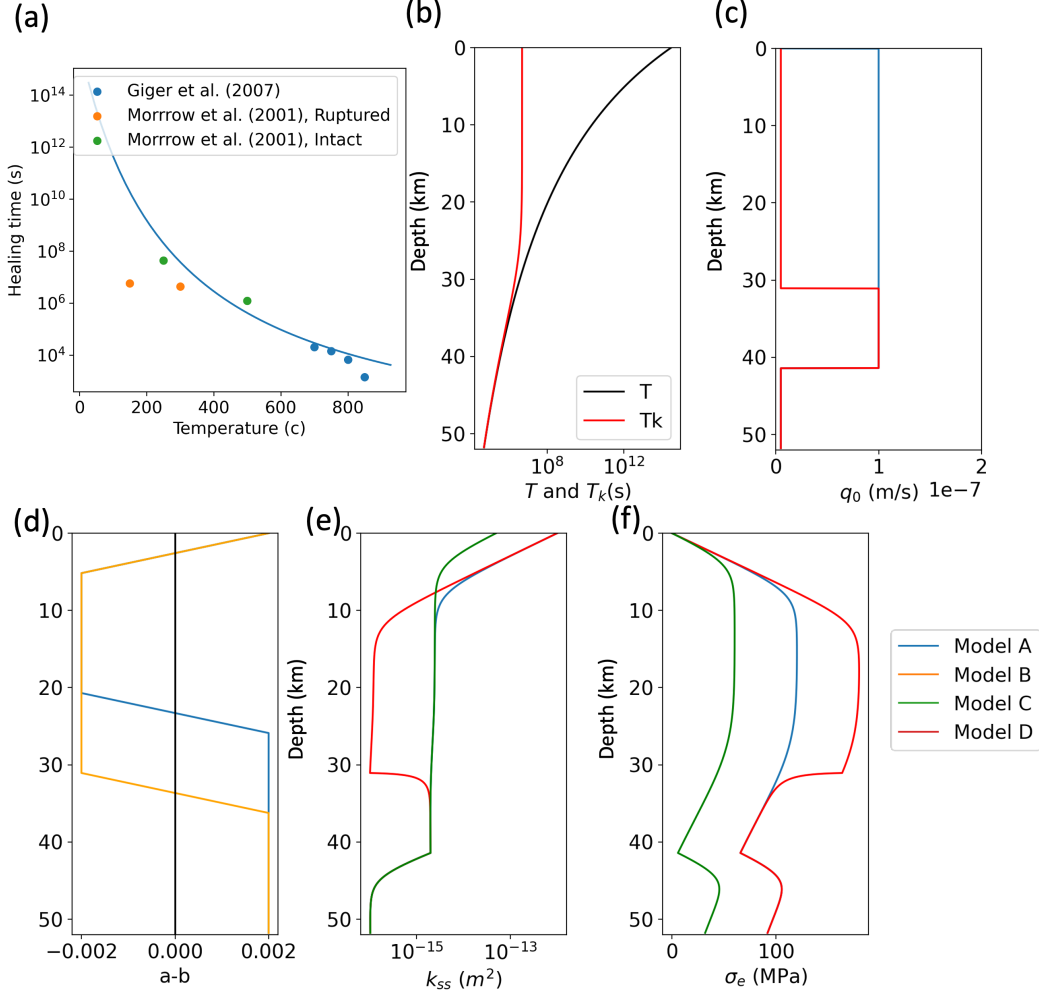 (a)
10^14
10^12
10^10
10^8
10^6
10^4
Healing time (s)
Giger et al. (2007)
Morrrow et al. (2001), Ruptured
Morrrow et al. (2001), Intact
0 200 400 600 800
Temperature (c)
(b)
0
10
20
30
40
50
Depth (km)
T
Tk
10^8 10^12
T and T_k(s)
(c)
0
10
20
30
40
50
Depth (km)
0 1 2
q_0 (m/s) 1e−7
(d)
0
10
20
30
40
50
−0.002 0.000 0.002
a-b
(e)
0
10
20
30
40
50
Depth (km)
10^−15 10^−13
k_ss (m^2)
(f)
0
10
20
30
40
50
Depth (km)
0 100
σ_e (MPa)
Model A
Model B
Model C
Model D